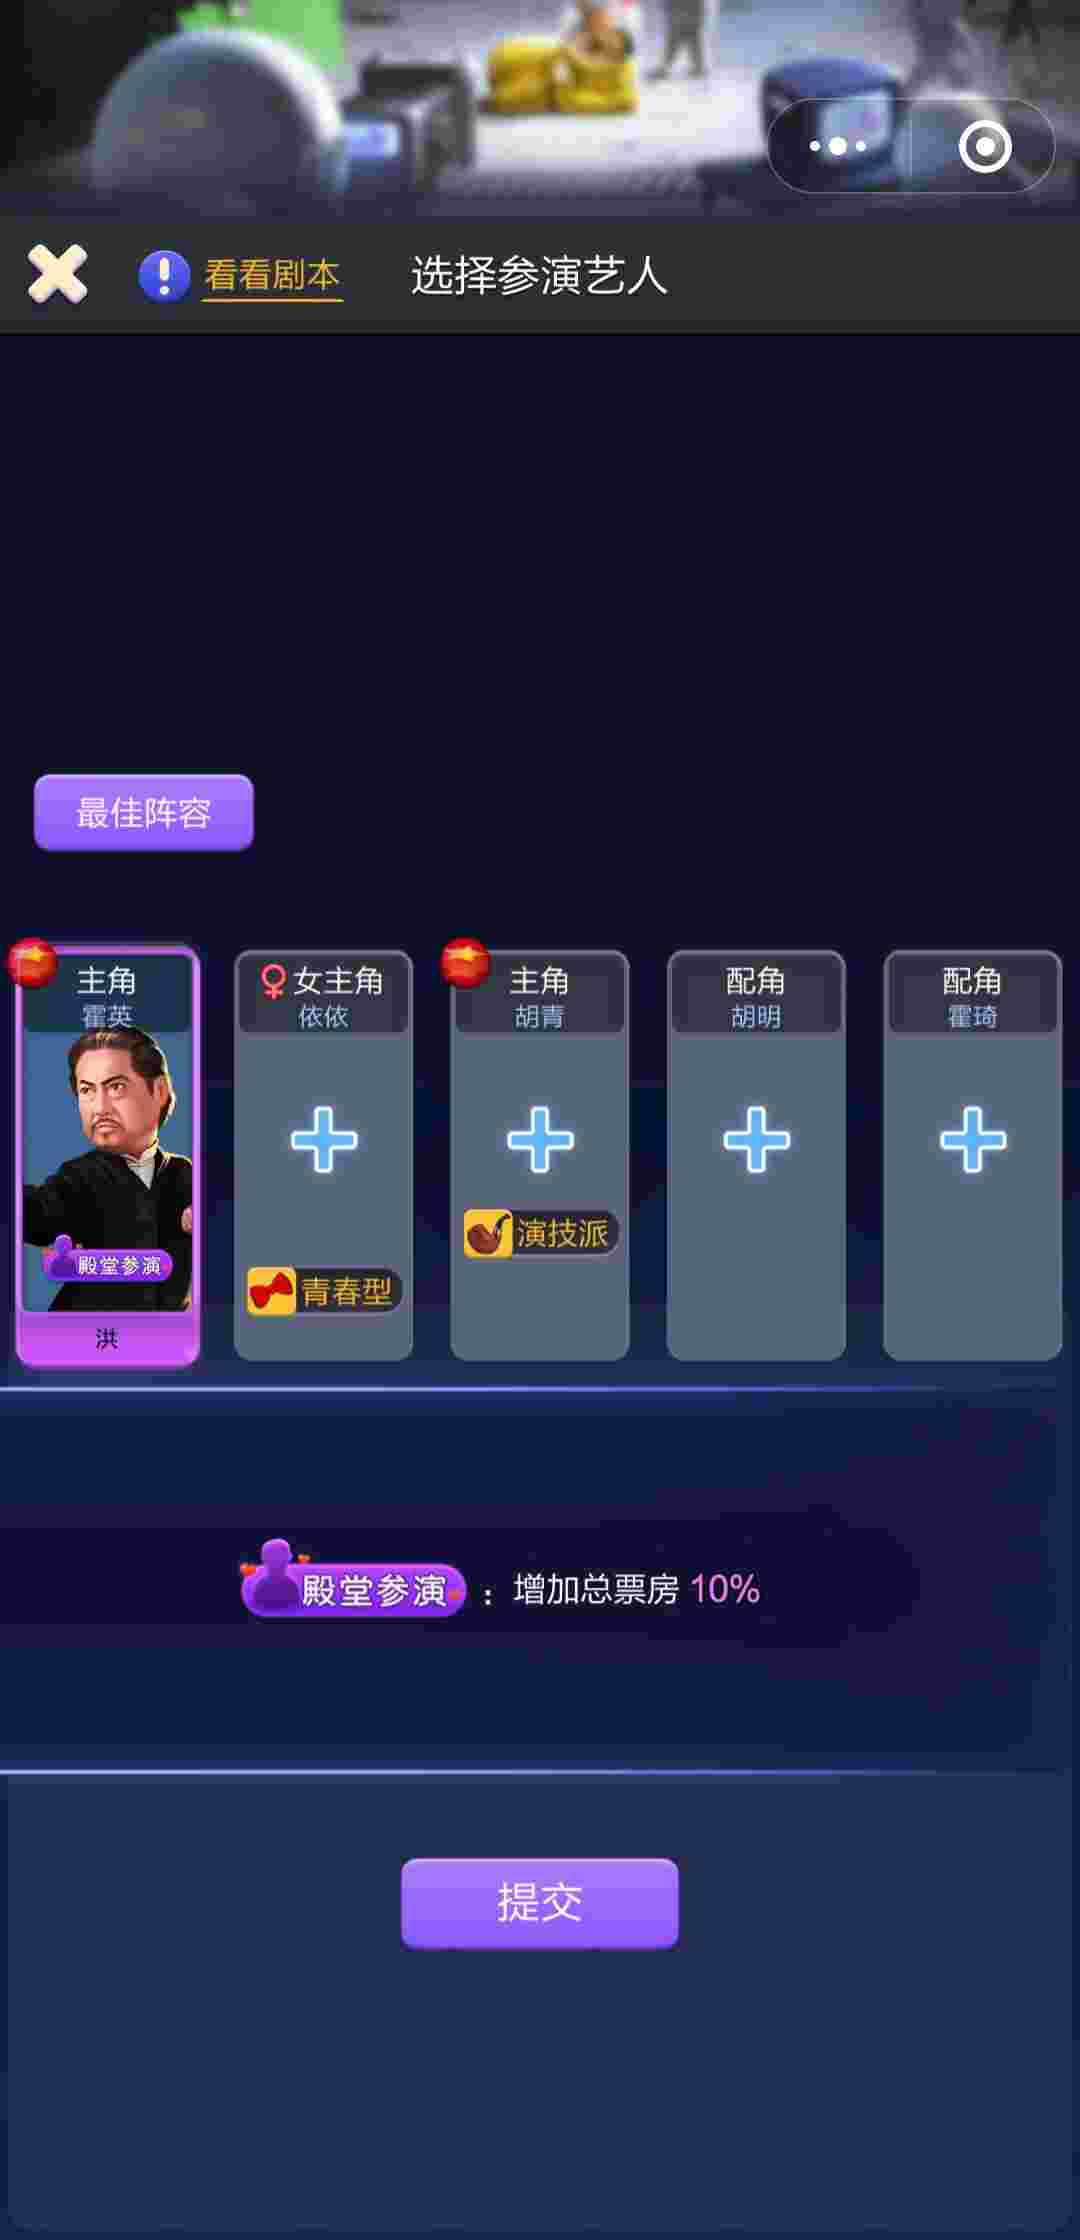 看看剧本
选择参演艺人
最佳阵容
主角
霍英
殿堂参演
洪
女主角
依依
青春型
主角
胡青
演技派
配角
胡明
配角
霍琦
殿堂参演：增加总票房 10%
提交